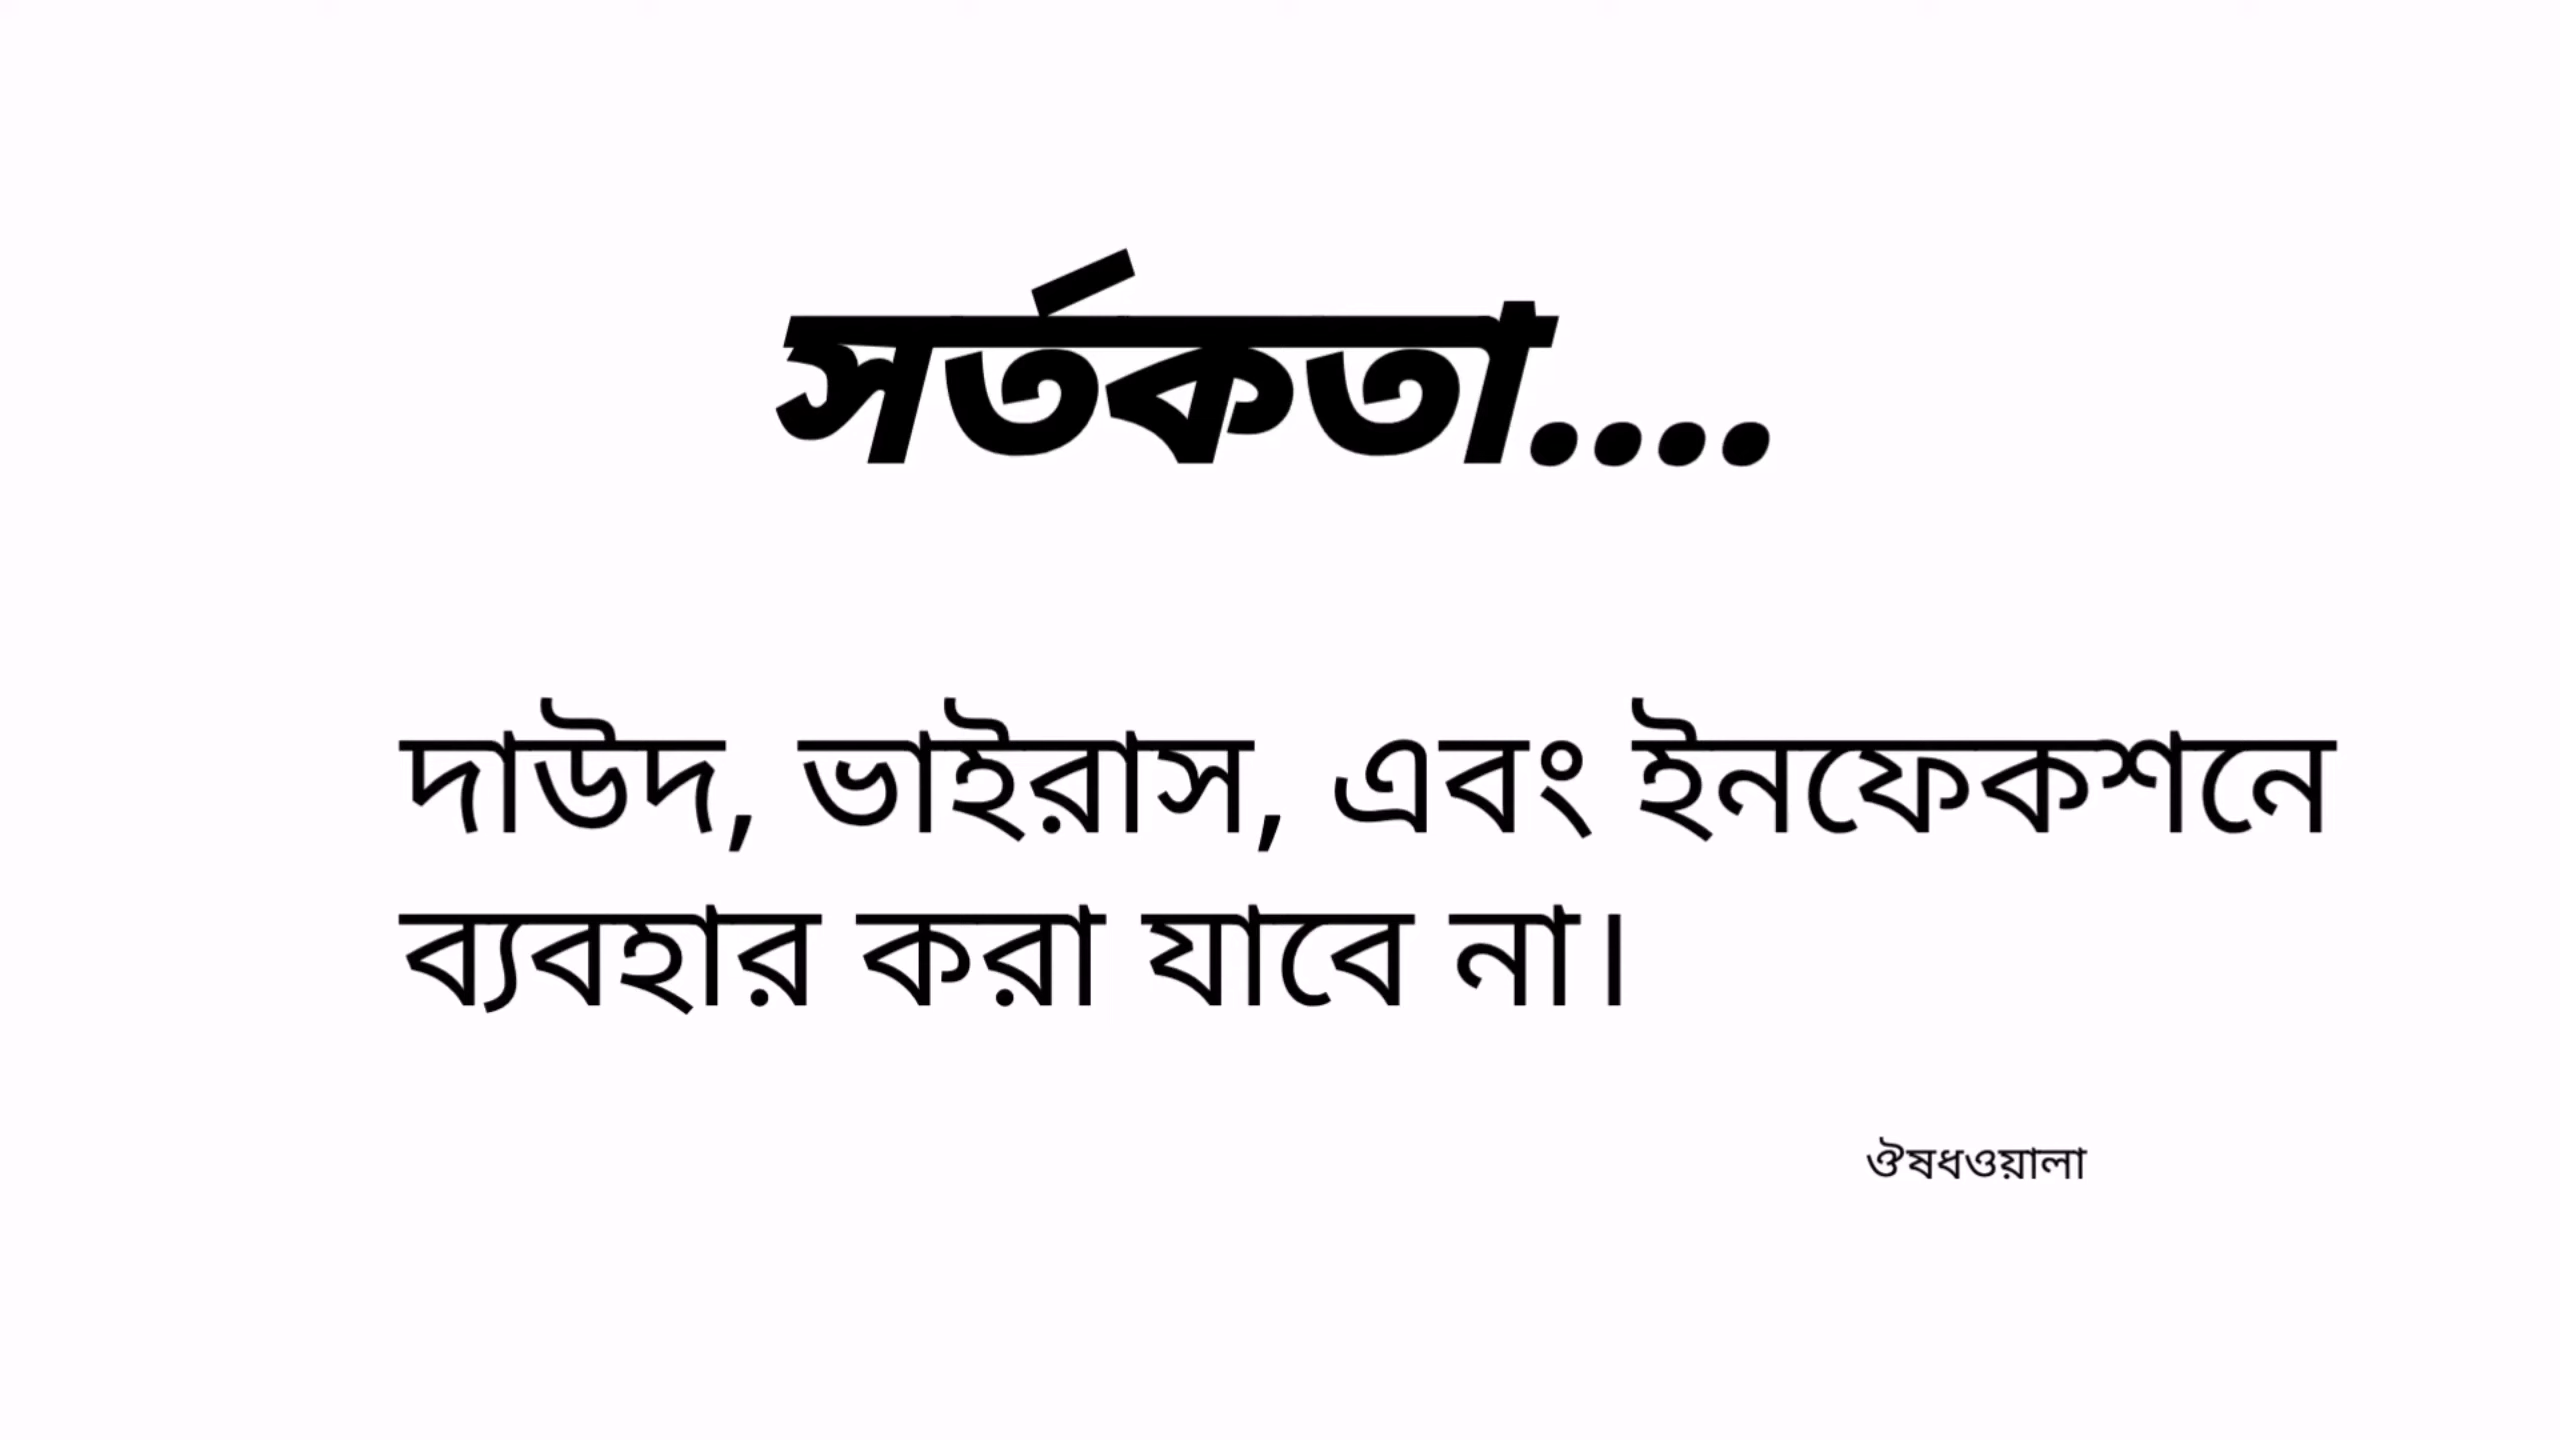 সর্তকতা....
দাউদ, ভাইরাস, এবং ইনফেকশনে
ব্যবহার করা যাবে না।
ঔষধওয়ালা